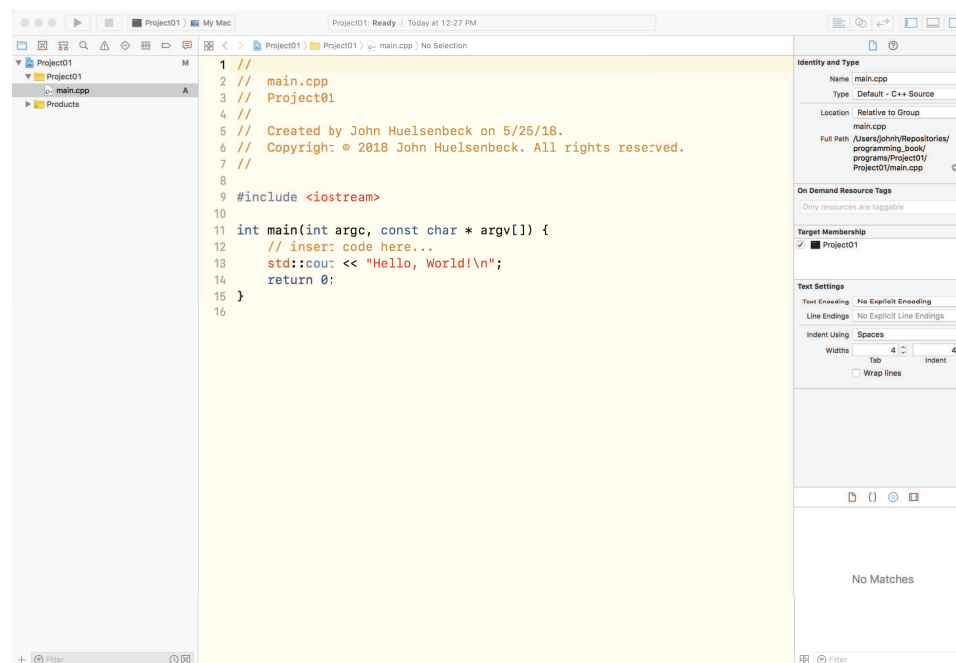 Project01 〉 My Mac
Project01: Ready | Today at 12:27 PM
Project01 〉 Project01 〉 main.cpp 〉 No Selection
Project01 M
Project01
main.cpp A
Products
Filter
1 //
2 //  main.cpp
3 //  Project01
4 //
5 //  Created by John Huelsenbeck on 5/25/18.
6 //  Copyright © 2018 John Huelsenbeck. All rights reserved.
7 //
8
9 #include <iostream>
10
11 int main(int argc, const char * argv[]) {
12     // insert code here...
13     std::cout << "Hello, World!\n";
14     return 0;
15 }
16
Identity and Type
Name main.cpp
Type Default - C++ Source
Location Relative to Group
main.cpp
Full Path /Users/johnh/Repositories/
programming_book/
programs/Project01/
Project01/main.cpp
On Demand Resource Tags
Only resources are taggable
Target Membership
Project01
Text Settings
Text Encoding No Explicit Encoding
Line Endings No Explicit Line Endings
Indent Using Spaces
Widths 4 4
Tab Indent
Wrap lines
{}
No Matches
Filter